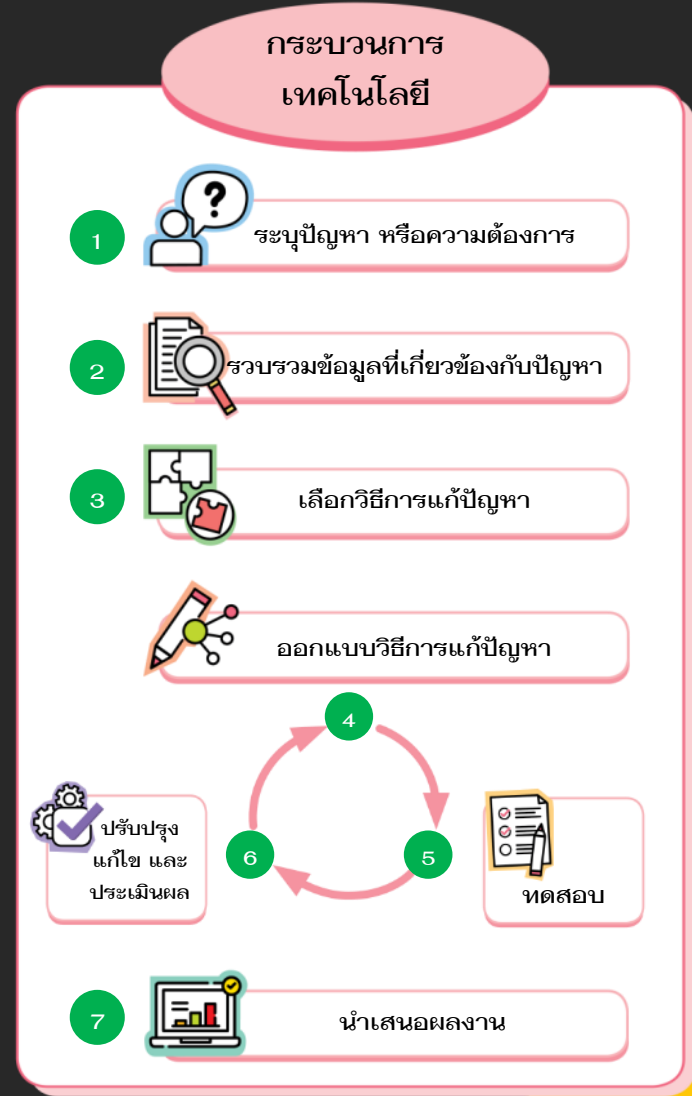 กระบวนการ
เทคโนโลยี
1
?
ระบุปัญหา หรือความต้องการ
2
รวบรวมข้อมูลที่เกี่ยวข้องกับปัญหา
3
เลือกวิธีการแก้ปัญหา
ออกแบบวิธีการแก้ปัญหา
4
ปรับปรุง
แก้ไข และ
ประเมินผล
6
5
ทดสอบ
7
นำเสนอผลงาน